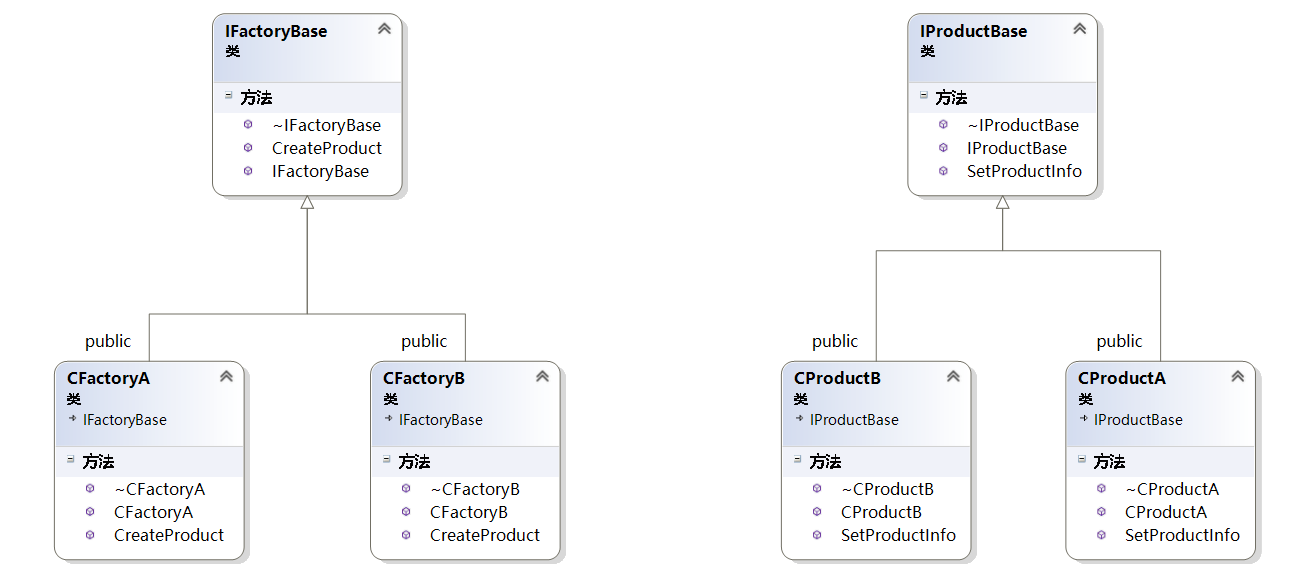 IFactoryBase
类
方法
~IFactoryBase
CreateProduct
IFactoryBase
IProductBase
类
方法
~IProductBase
IProductBase
SetProductInfo
public
public
public
public
CFactoryA
类
IFactoryBase
方法
~CFactoryA
CFactoryA
CreateProduct
CFactoryB
类
IFactoryBase
方法
~CFactoryB
CFactoryB
CreateProduct
CProductB
类
IProductBase
方法
~CProductB
CProductB
SetProductInfo
CProductA
类
IProductBase
方法
~CProductA
CProductA
SetProductInfo